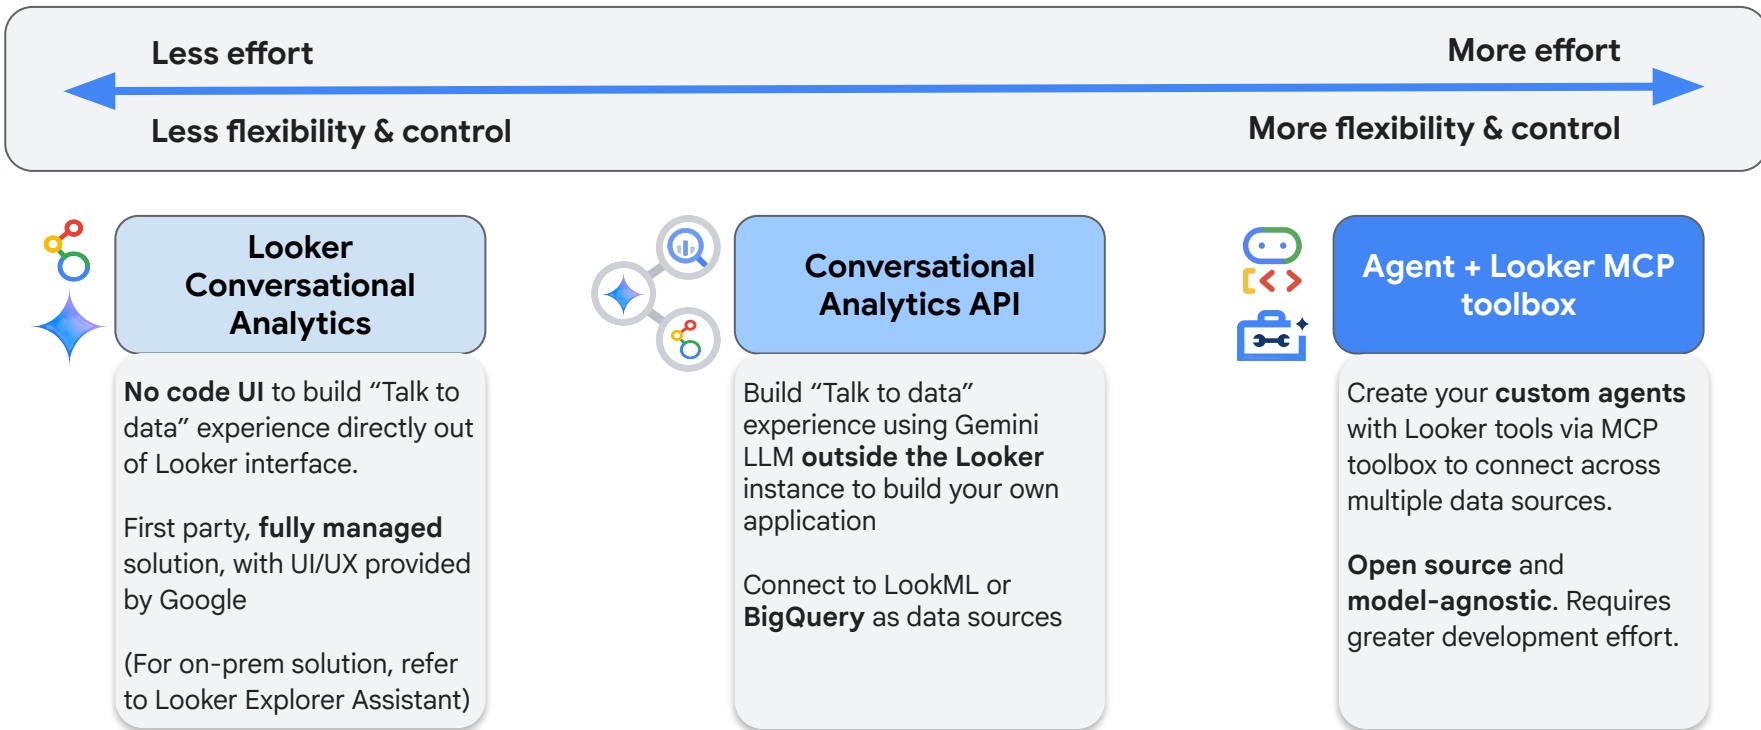 Less effort
More effort
Less flexibility & control
More flexibility & control
Looker
Conversational
Analytics
No code UI to build “Talk to
data” experience directly out
of Looker interface.
First party, fully managed
solution, with UI/UX provided
by Google
(For on-prem solution, refer
to Looker Explorer Assistant)
Conversational
Analytics API
Build “Talk to data”
experience using Gemini
LLM outside the Looker
instance to build your own
application
Connect to LookML or
BigQuery as data sources
Agent + Looker MCP
toolbox
Create your custom agents
with Looker tools via MCP
toolbox to connect across
multiple data sources.
Open source and
model-agnostic. Requires
greater development effort.